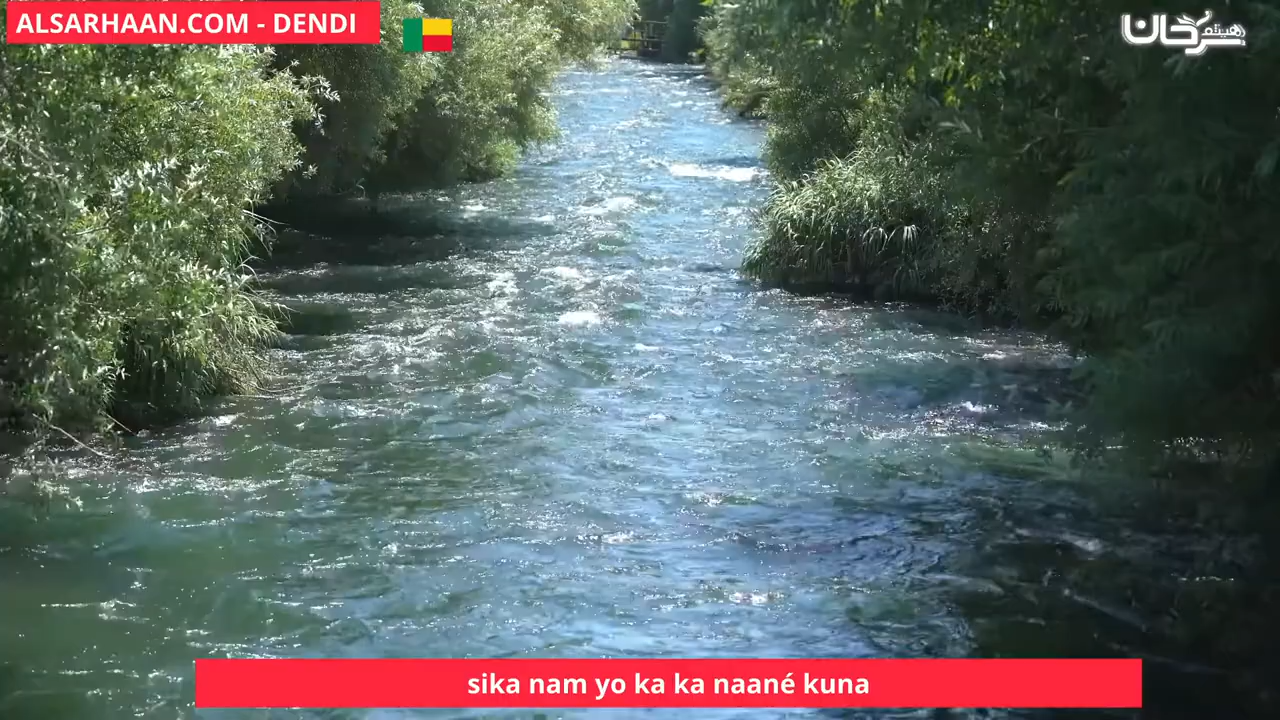 ALSARHAAN.COM - DENDI
هيثم سرحان
sika nam yo ka ka naané kuna